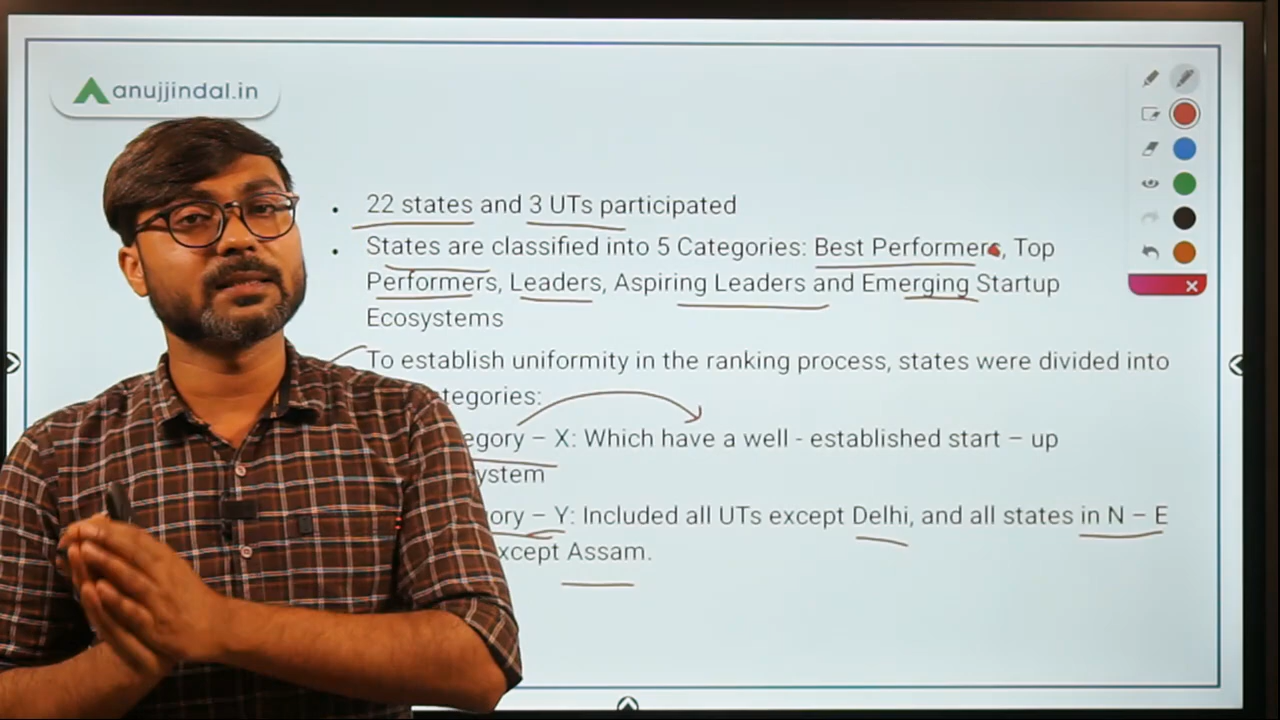 anujjindal.in
22 states and 3 UTs participated
States are classified into 5 Categories: Best Performers, Top
Performers, Leaders, Aspiring Leaders and Emerging Startup
Ecosystems
To establish uniformity in the ranking process, states were divided into
tegories:
egory – X: Which have a well - established start – up
ystem
ory – Y: Included all UTs except Delhi, and all states in N – E
xcept Assam.